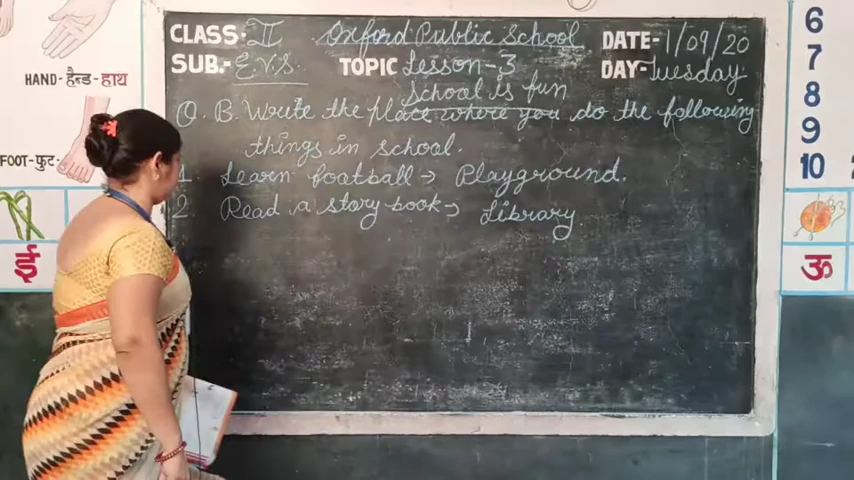 CLASS:- II Oxford Public School DATE:- 1/09/20
SUB.- E.V.S. TOPIC Lesson-3 DAY- Tuesday
School is fun
Q. B. Write the place where you do the following
things in School.
1. Learn football → Playground.
2 Read a story book → Library
HAND-हैन्ड-हाथ
FOOT-फुट
ई
6
7
8
9
10
ऊ